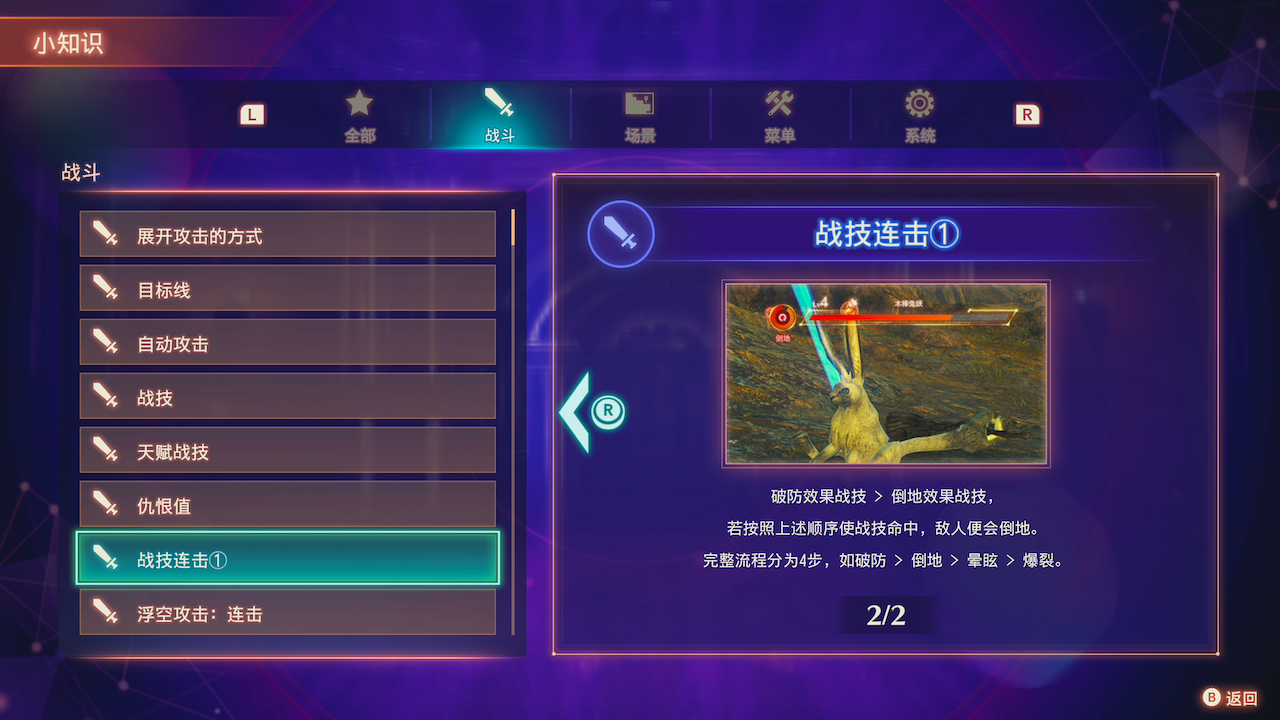 小知识
L
全部
战斗
场景
菜单
系统
R
战斗
展开攻击的方式
目标线
自动攻击
战技
天赋战技
仇恨值
战技连击①
浮空攻击：连击
战技连击①
Lv4
木棒兔妖
倒地
R
破防效果战技 > 倒地效果战技，
若按照上述顺序使战技命中，敌人便会倒地。
完整流程分为4步，如破防 > 倒地 > 晕眩 > 爆裂。
2/2
B 返回